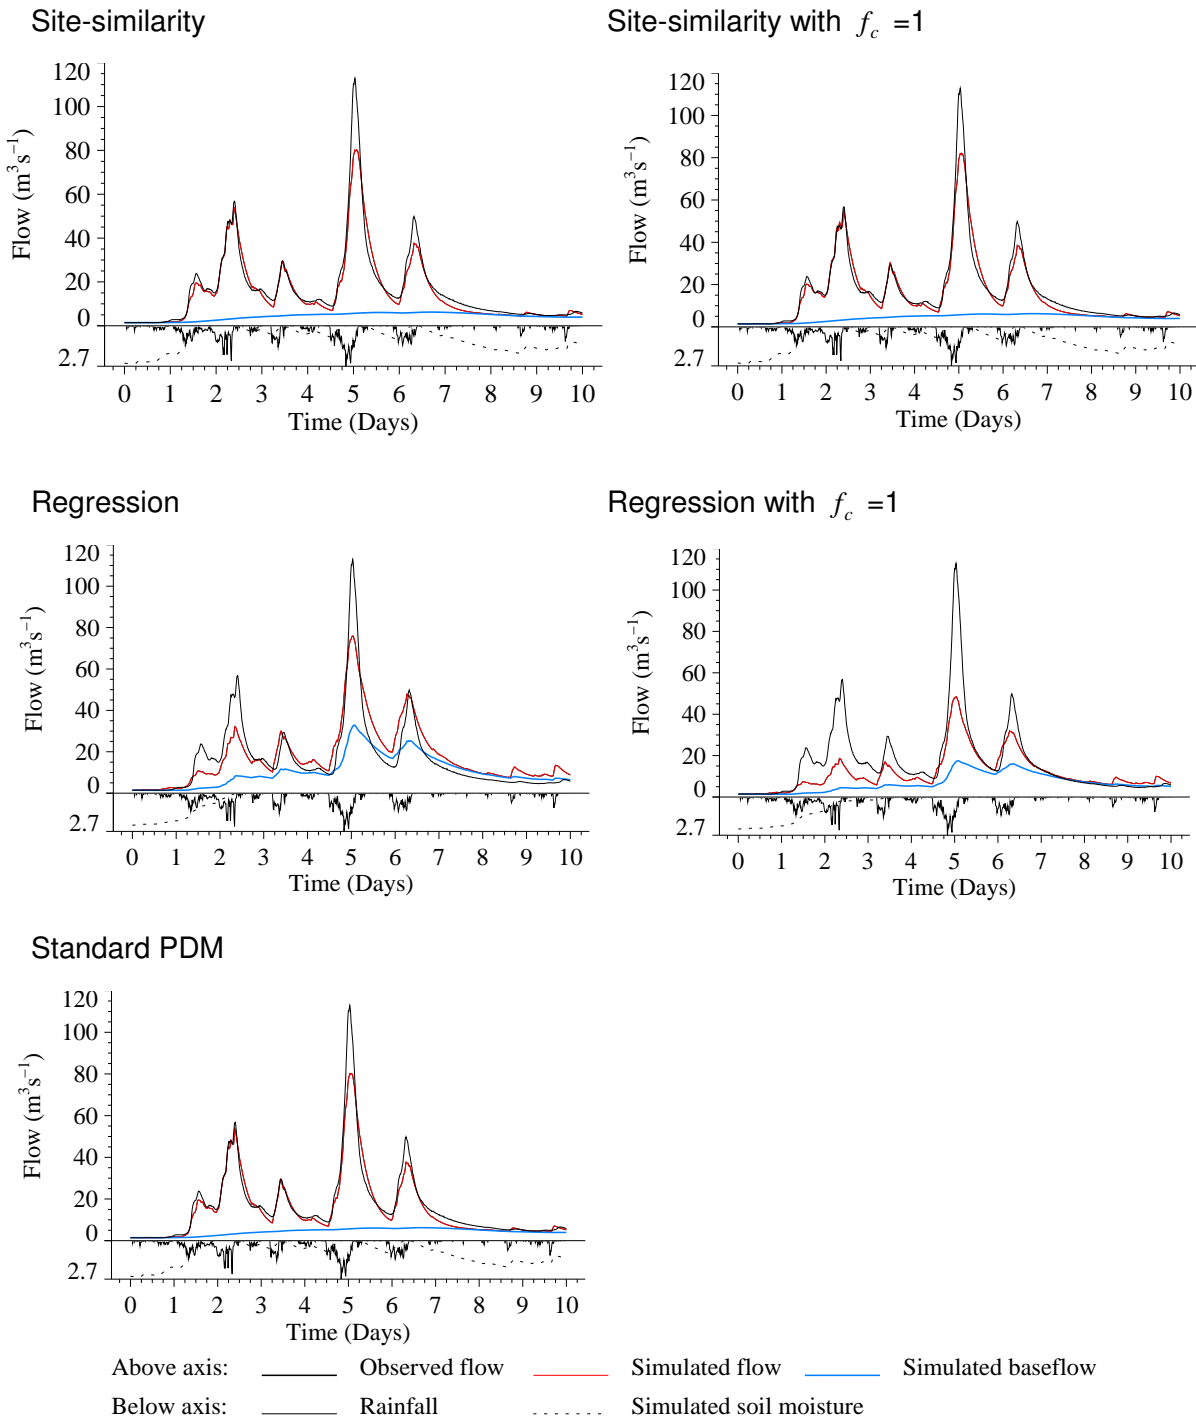 Site-similarity
120
100
80
60
40
20
0
2.7
Flow (m³s⁻¹)
0 1 2 3 4 5 6 7 8 9 10
Time (Days)
Site-similarity with f_c =1
120
100
80
60
40
20
0
2.7
Flow (m³s⁻¹)
0 1 2 3 4 5 6 7 8 9 10
Time (Days)
Regression
120
100
80
60
40
20
0
2.7
Flow (m³s⁻¹)
0 1 2 3 4 5 6 7 8 9 10
Time (Days)
Regression with f_c =1
120
100
80
60
40
20
0
2.7
Flow (m³s⁻¹)
0 1 2 3 4 5 6 7 8 9 10
Time (Days)
Standard PDM
120
100
80
60
40
20
0
2.7
Flow (m³s⁻¹)
0 1 2 3 4 5 6 7 8 9 10
Time (Days)
Above axis: Observed flow Simulated flow Simulated baseflow
Below axis: Rainfall Simulated soil moisture